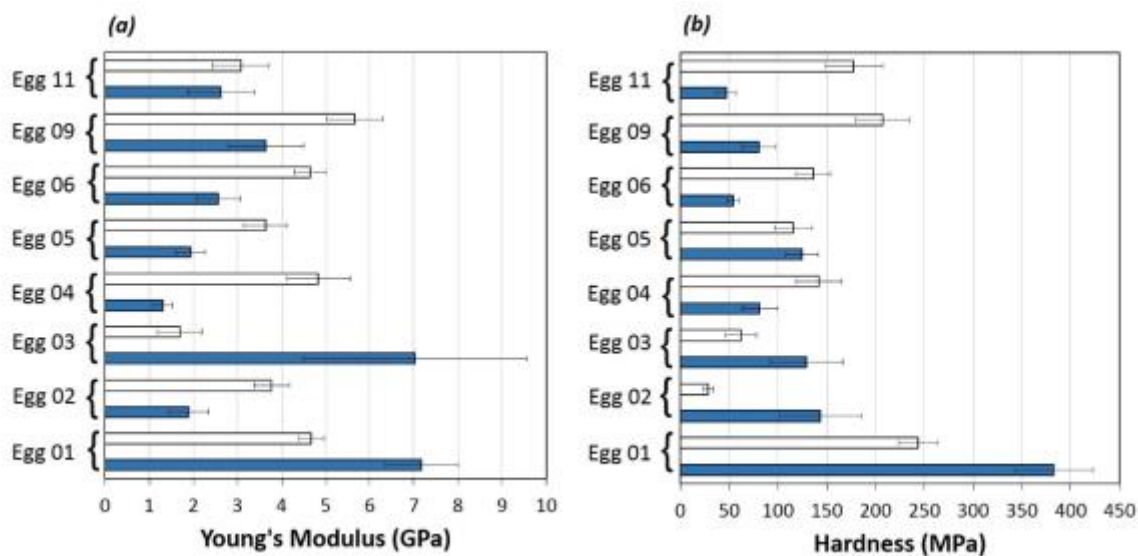 (a)
Egg 11
Egg 09
Egg 06
Egg 05
Egg 04
Egg 03
Egg 02
Egg 01
0 1 2 3 4 5 6 7 8 9 10
Young's Modulus (GPa)
(b)
Egg 11
Egg 09
Egg 06
Egg 05
Egg 04
Egg 03
Egg 02
Egg 01
0 50 100 150 200 250 300 350 400 450
Hardness (MPa)